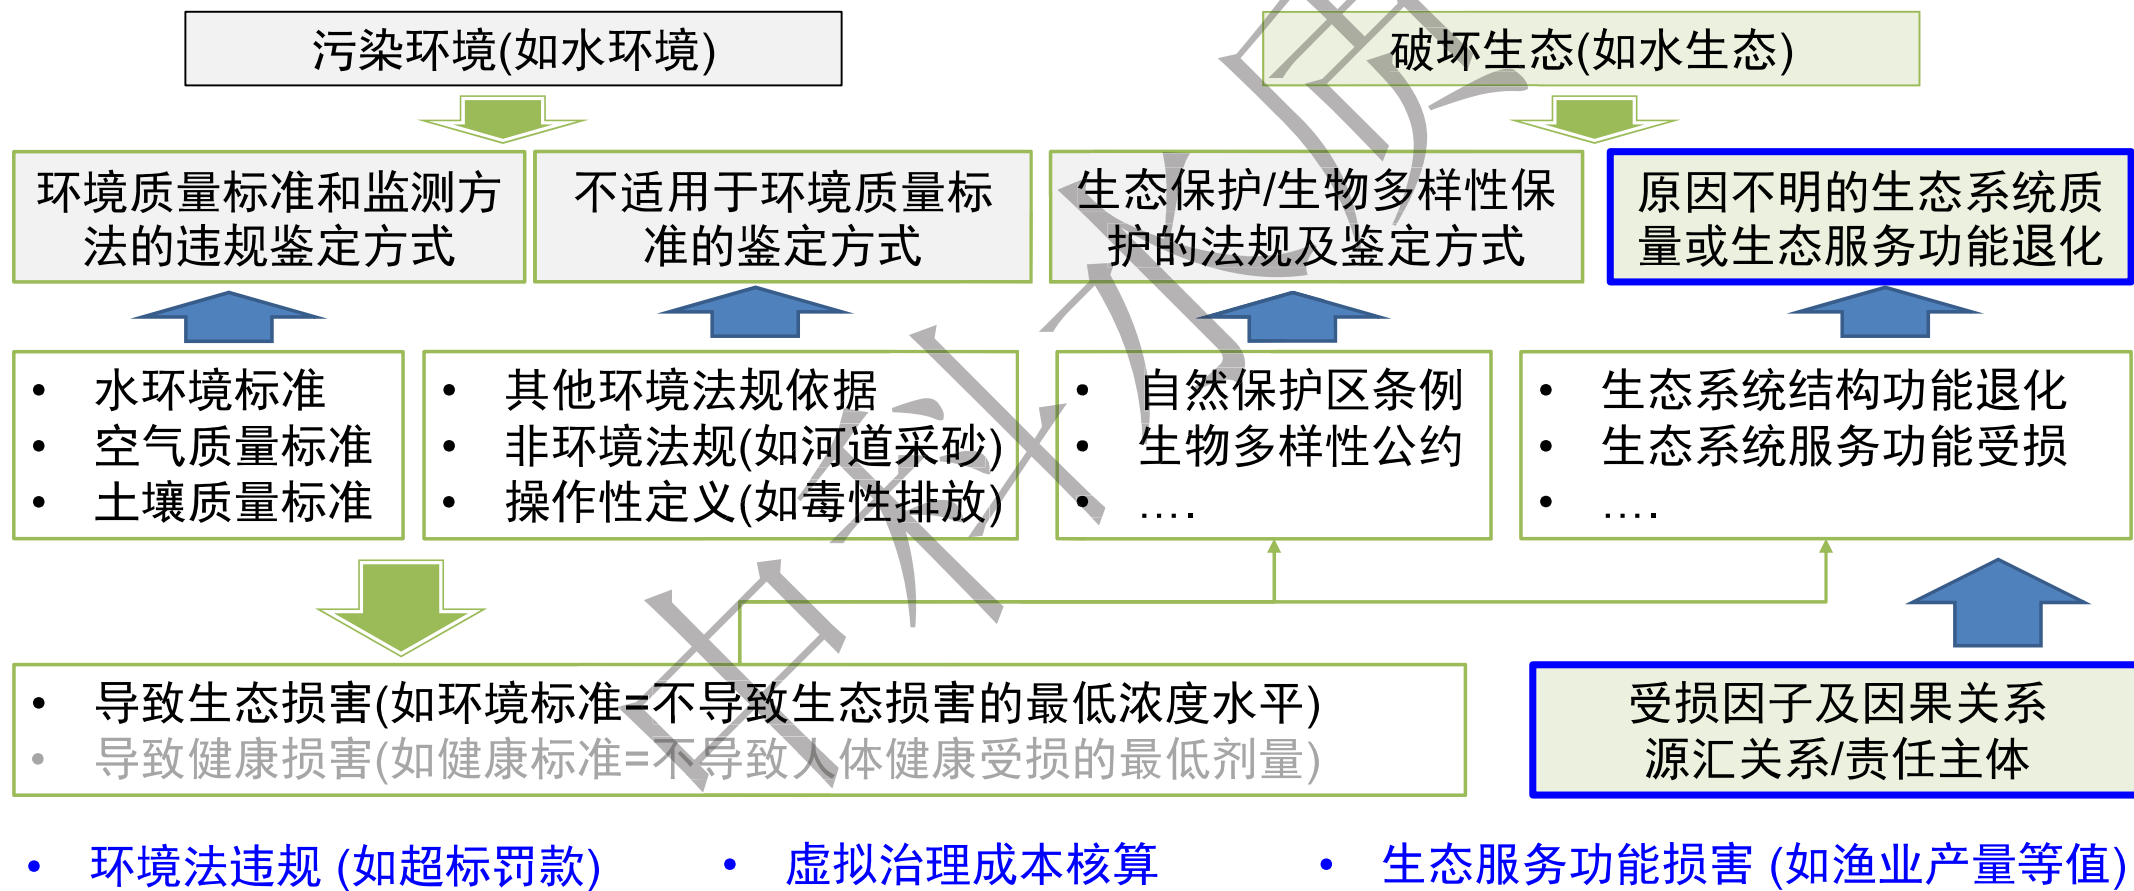 污染环境(如水环境)
破坏生态(如水生态)
环境质量标准和监测方
法的违规鉴定方式
不适用于环境质量标
准的鉴定方式
生态保护/生物多样性保
护的法规及鉴定方式
原因不明的生态系统质
量或生态服务功能退化
• 水环境标准
• 空气质量标准
• 土壤质量标准
• 其他环境法规依据
• 非环境法规(如河道采砂)
• 操作性定义(如毒性排放)
• 自然保护区条例
• 生物多样性公约
• ….
• 生态系统结构功能退化
• 生态系统服务功能受损
• ….
• 导致生态损害(如环境标准=不导致生态损害的最低浓度水平)
• 导致健康损害(如健康标准=不导致人体健康受损的最低剂量)
受损因子及因果关系
源汇关系/责任主体
• 环境法违规 (如超标罚款)
• 虚拟治理成本核算
• 生态服务功能损害 (如渔业产量等值)
中科水质